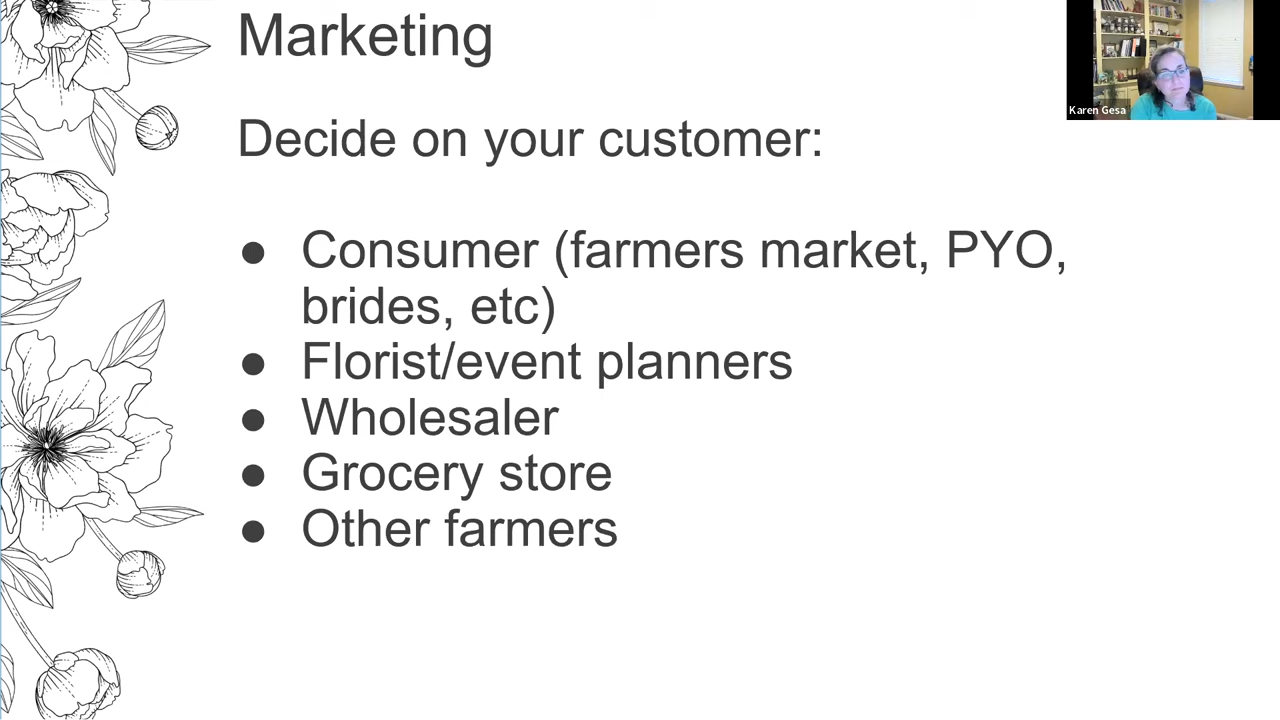 Marketing
Karen Gesa
Decide on your customer:
● Consumer (farmers market, PYO,
brides, etc)
● Florist/event planners
● Wholesaler
● Grocery store
● Other farmers